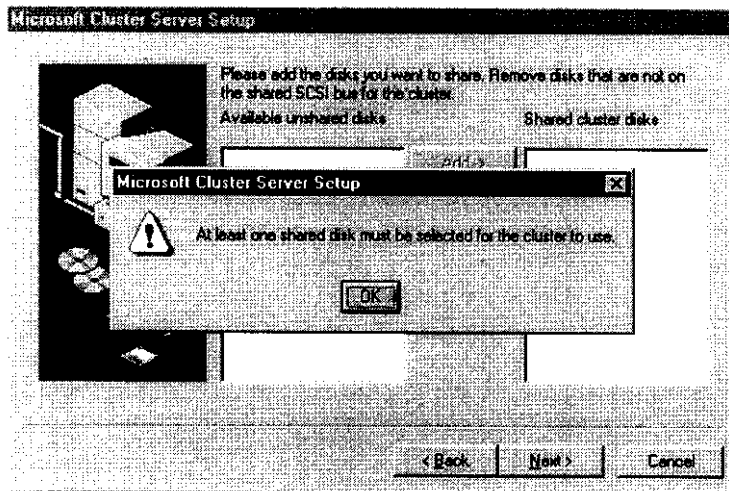 Microsoft Cluster Server Setup
Please add the disks you want to share. Remove disks that are not on
the shared SCSI bus for the cluster.
Available unshared disks
Shared cluster disks
Add ->
Microsoft Cluster Server Setup
At least one shared disk must be selected for the cluster to use.
OK
< Back
Next >
Cancel